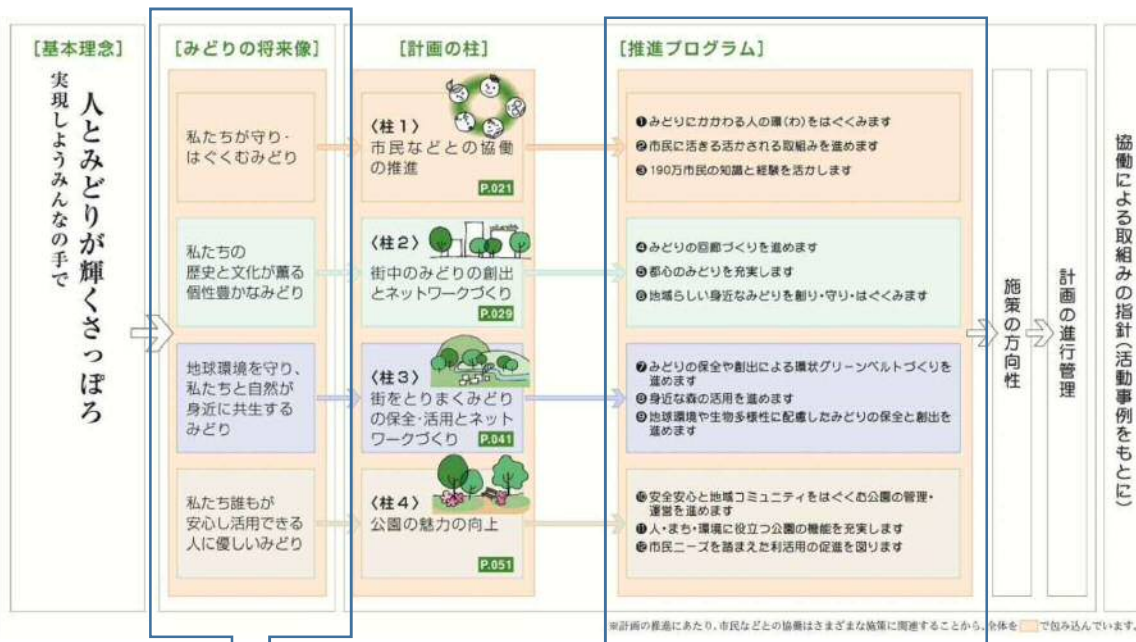 [基本理念]
人とみどりが輝くさっぽろ
実現しようみんなの手で
[みどりの将来像]
私たちが守り・
はぐくむみどり
私たちの
歴史と文化が薫る
個性豊かなみどり
地球環境を守り、
私たちと自然が
身近に共生する
みどり
私たち誰もが
安心し活用できる
人に優しいみどり
[計画の柱]
〈柱1〉
市民などとの協働
の推進
P.021
〈柱2〉
街中のみどりの創出
とネットワークづくり
P.029
〈柱3〉
街をとりまくみどり
の保全・活用とネット
ワークづくり
P.041
〈柱4〉
公園の魅力の向上
P.051
[推進プログラム]
❶みどりにかかわる人の環(わ)をはぐくみます
❷市民に活きる活かされる取組みを進めます
❸190万市民の知識と経験を活かします
❹みどりの回廊づくりを進めます
❺都心のみどりを充実します
❻地域らしい身近なみどりを創り・守り・はぐくみます
❼みどりの保全や創出による環状グリーンベルトづくりを
進めます
❽身近な森の活用を進めます
❾地球環境や生物多様性に配慮したみどりの保全と創出を
進めます
❿安全安心と地域コミュニティをはぐくむ公園の管理・
運営を進めます
⓫人・まち・環境に役立つ公園の機能を充実します
⓬市民ニーズを踏まえた利活用の促進を図ります
施策の方向性
計画の進行管理
協働による取組みの指針(活動事例をもとに)
※計画の推進にあたり、市民などとの協働はさまざまな施策に関連することから、全体を で包み込んでいます。